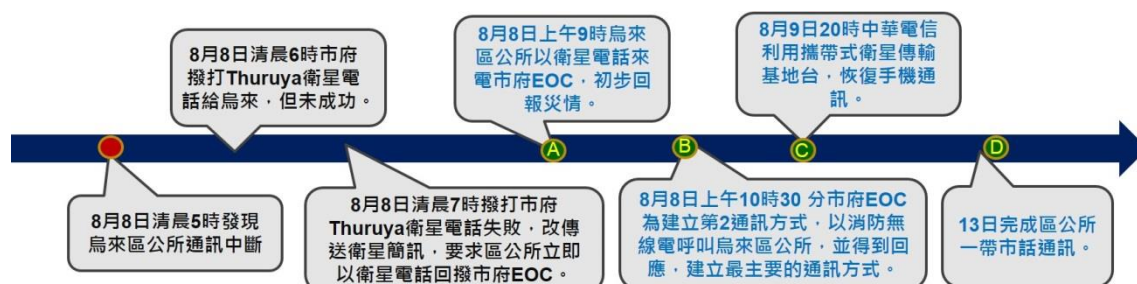 8月8日清晨6時市府
撥打Thuruya衛星電
話給烏來，但未成功。
8月8日上午9時烏來
區公所以衛星電話來
電市府EOC，初步回
報災情。
8月9日20時中華電信
利用攜帶式衛星傳輸
基地台，恢復手機通
訊。
A
B
C
D
8月8日清晨5時發現
烏來區公所通訊中斷
8月8日清晨7時撥打市府
Thuruya衛星電話失敗，改傳
送衛星簡訊，要求區公所立即
以衛星電話回撥市府EOC。
8月8日上午10時30 分市府EOC
為建立第2通訊方式，以消防無
線電呼叫烏來區公所，並得到回
應，建立最主要的通訊方式。
13日完成區公所
一帶市話通訊。